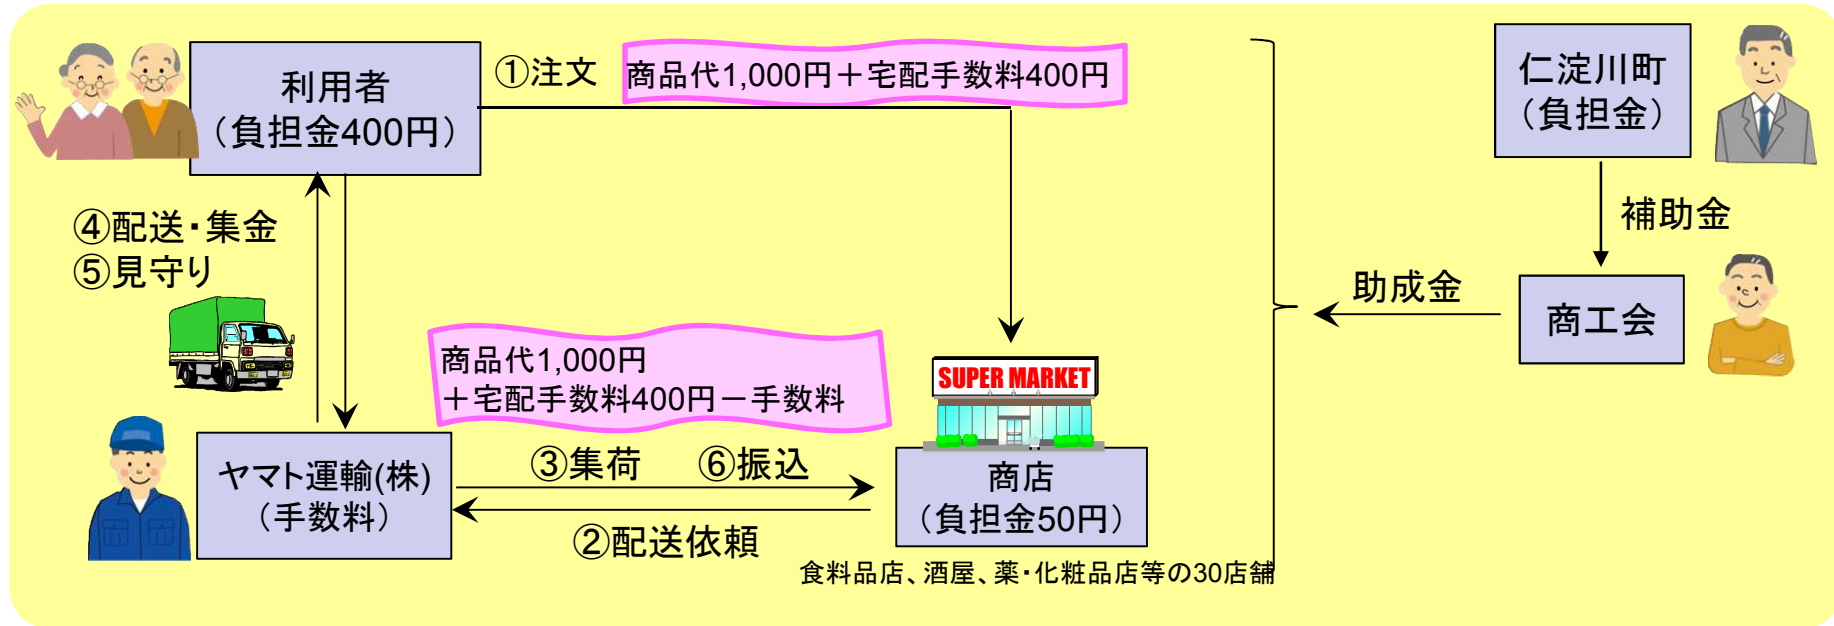 利用者
（負担金400円）
①注文
商品代1,000円＋宅配手数料400円
仁淀川町
（負担金）
補助金
④配送・集金
⑤見守り
助成金
商工会
商品代1,000円
＋宅配手数料400円－手数料
SUPER MARKET
ヤマト運輸(株)
（手数料）
③集荷
⑥振込
②配送依頼
商店
（負担金50円）
食料品店、酒屋、薬・化粧品店等の30店舗